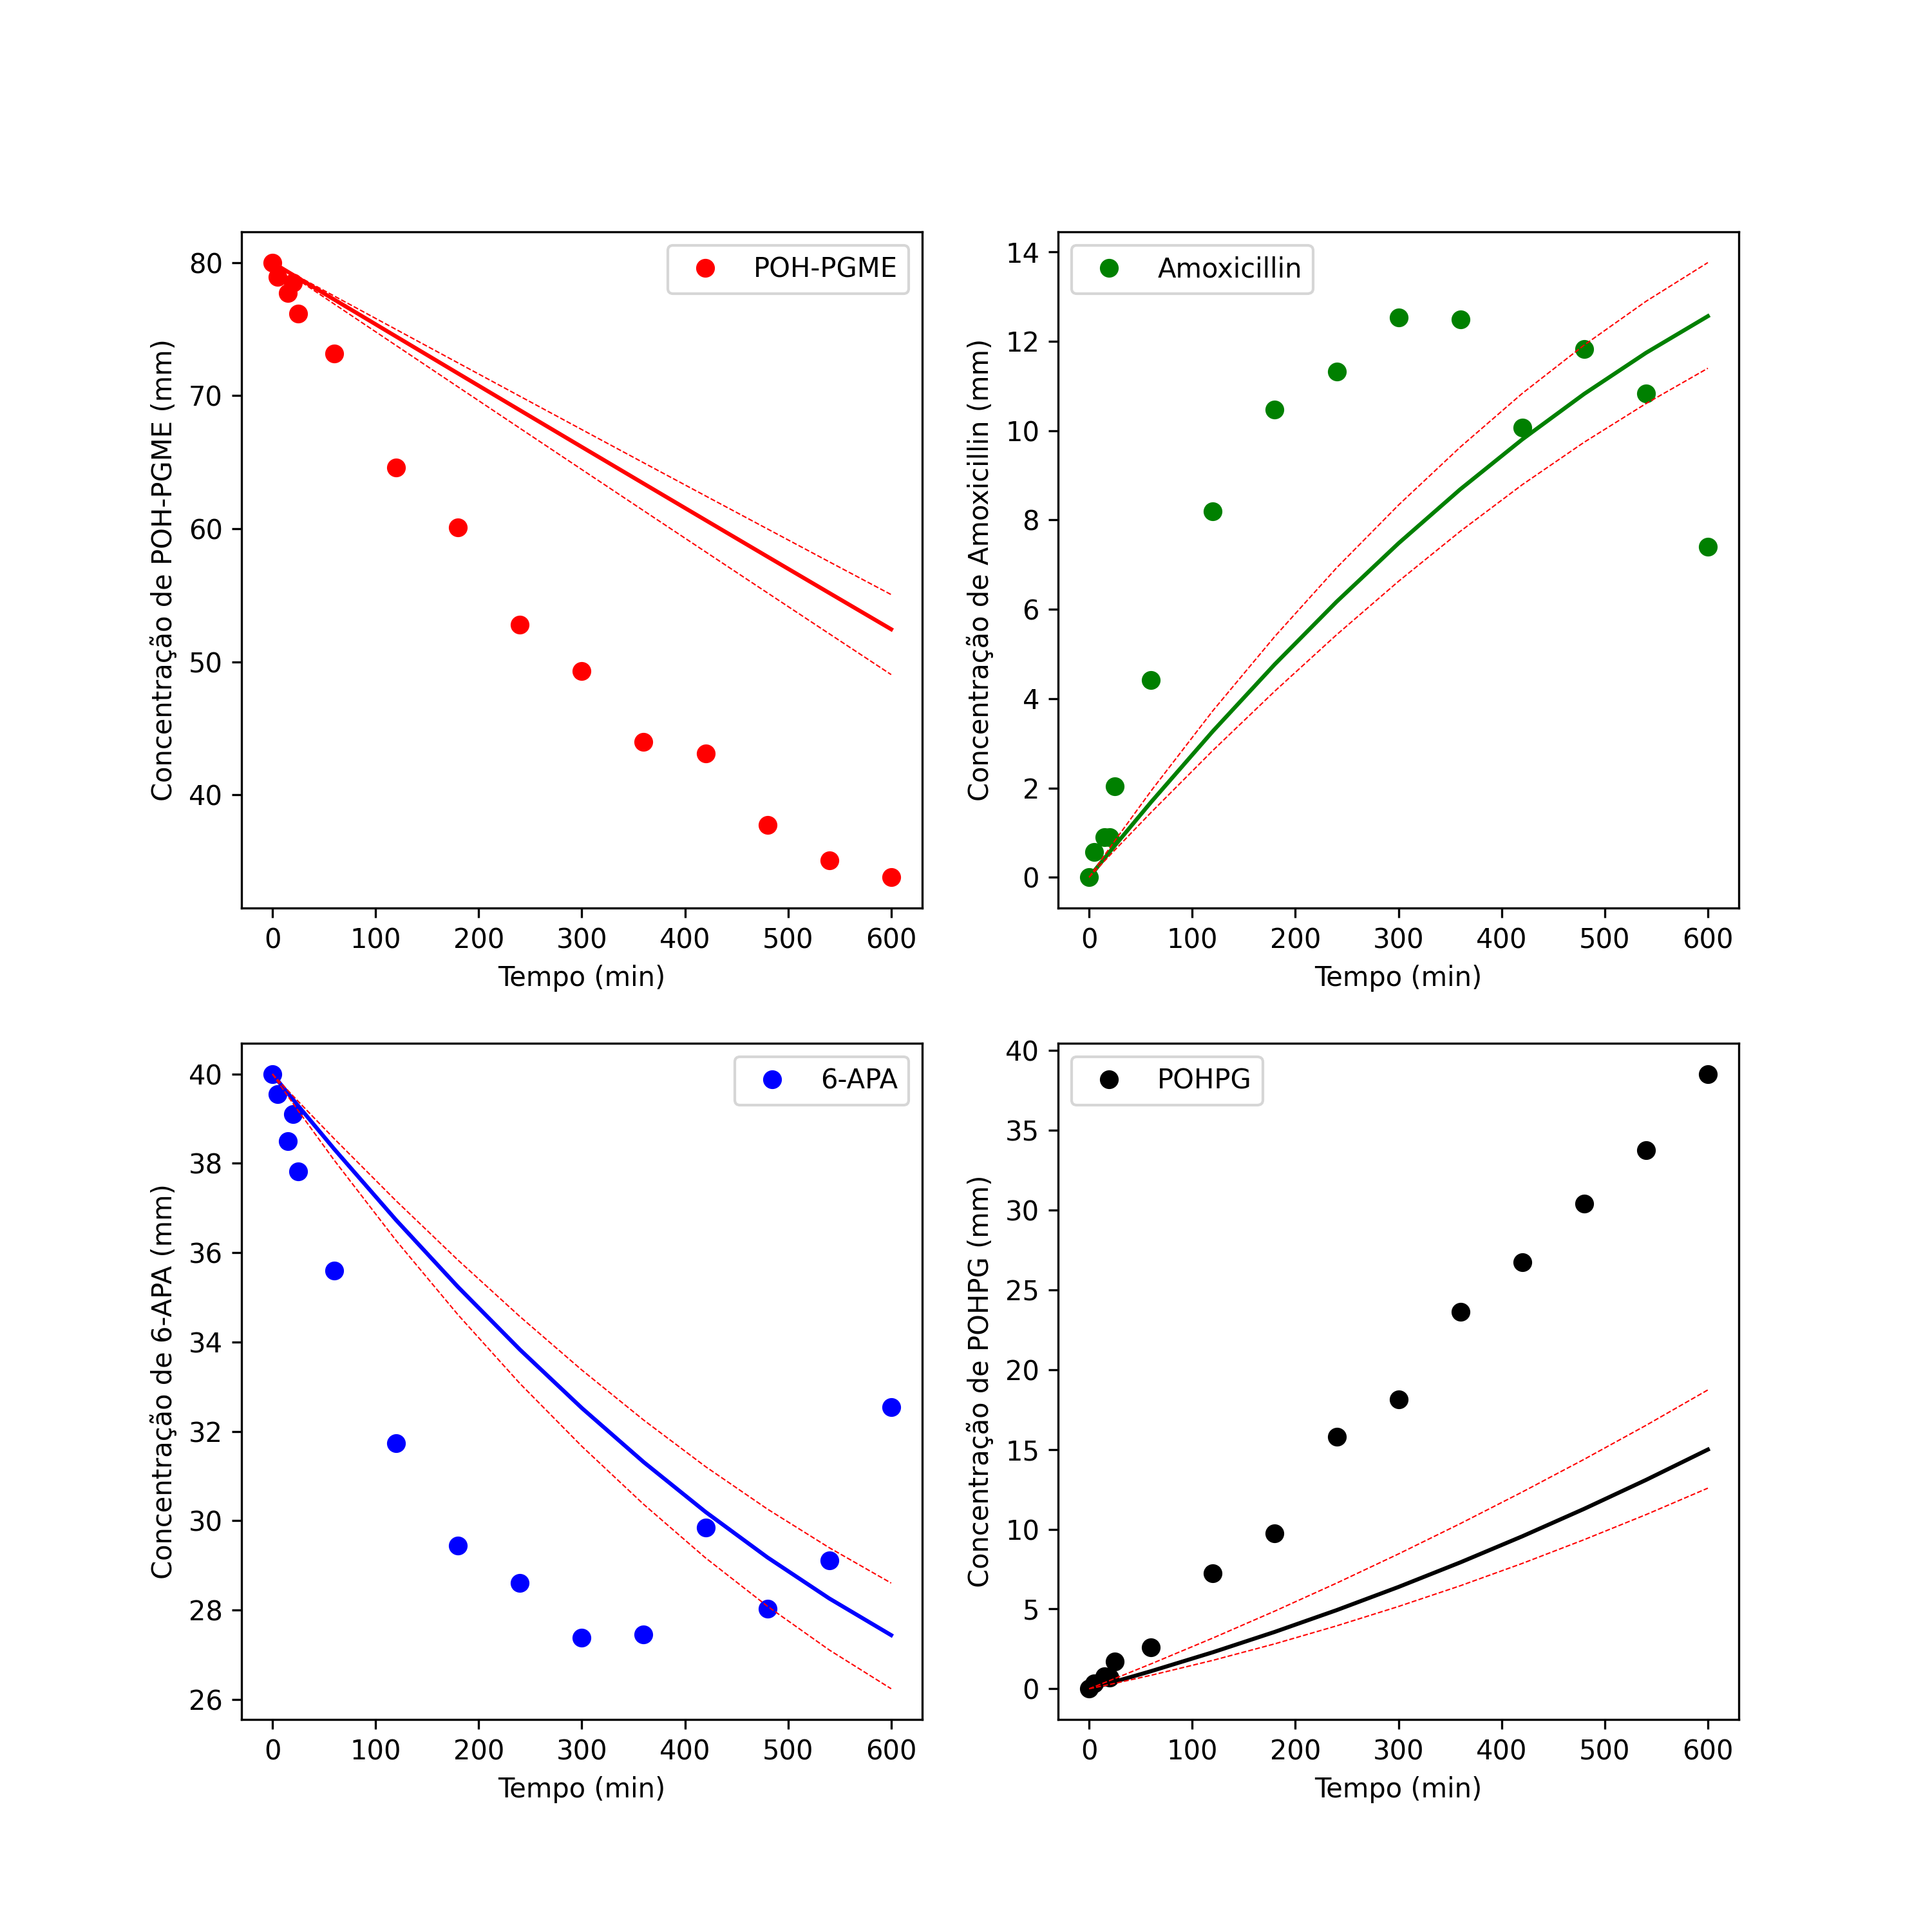 POH-PGME
Concentração de POH-PGME (mm)
80
70
60
50
40
0 100 200 300 400 500 600
Tempo (min)
Amoxicillin
Concentração de Amoxicillin (mm)
14
12
10
8
6
4
2
0
0 100 200 300 400 500 600
Tempo (min)
6-APA
Concentração de 6-APA (mm)
40
38
36
34
32
30
28
26
0 100 200 300 400 500 600
Tempo (min)
POHPG
Concentração de POHPG (mm)
40
35
30
25
20
15
10
5
0
0 100 200 300 400 500 600
Tempo (min)